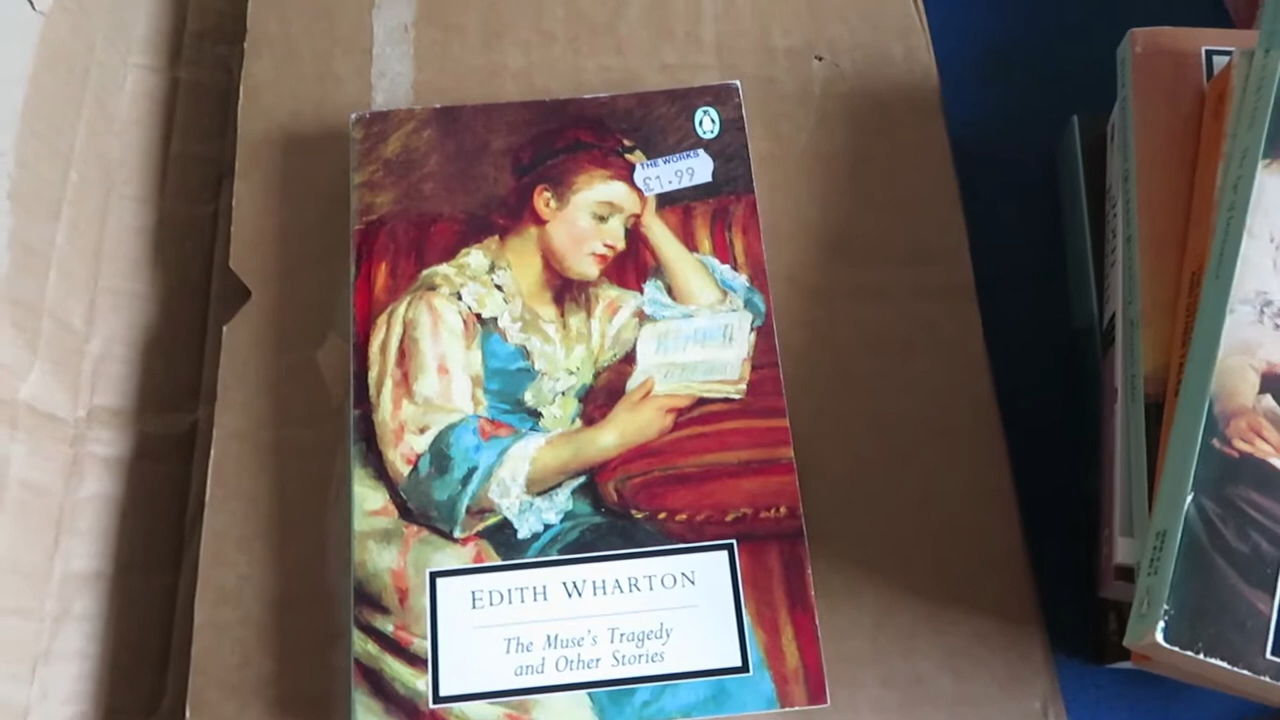 THE WORKS
£1.99
EDITH WHARTON
The Muse's Tragedy
and Other Stories